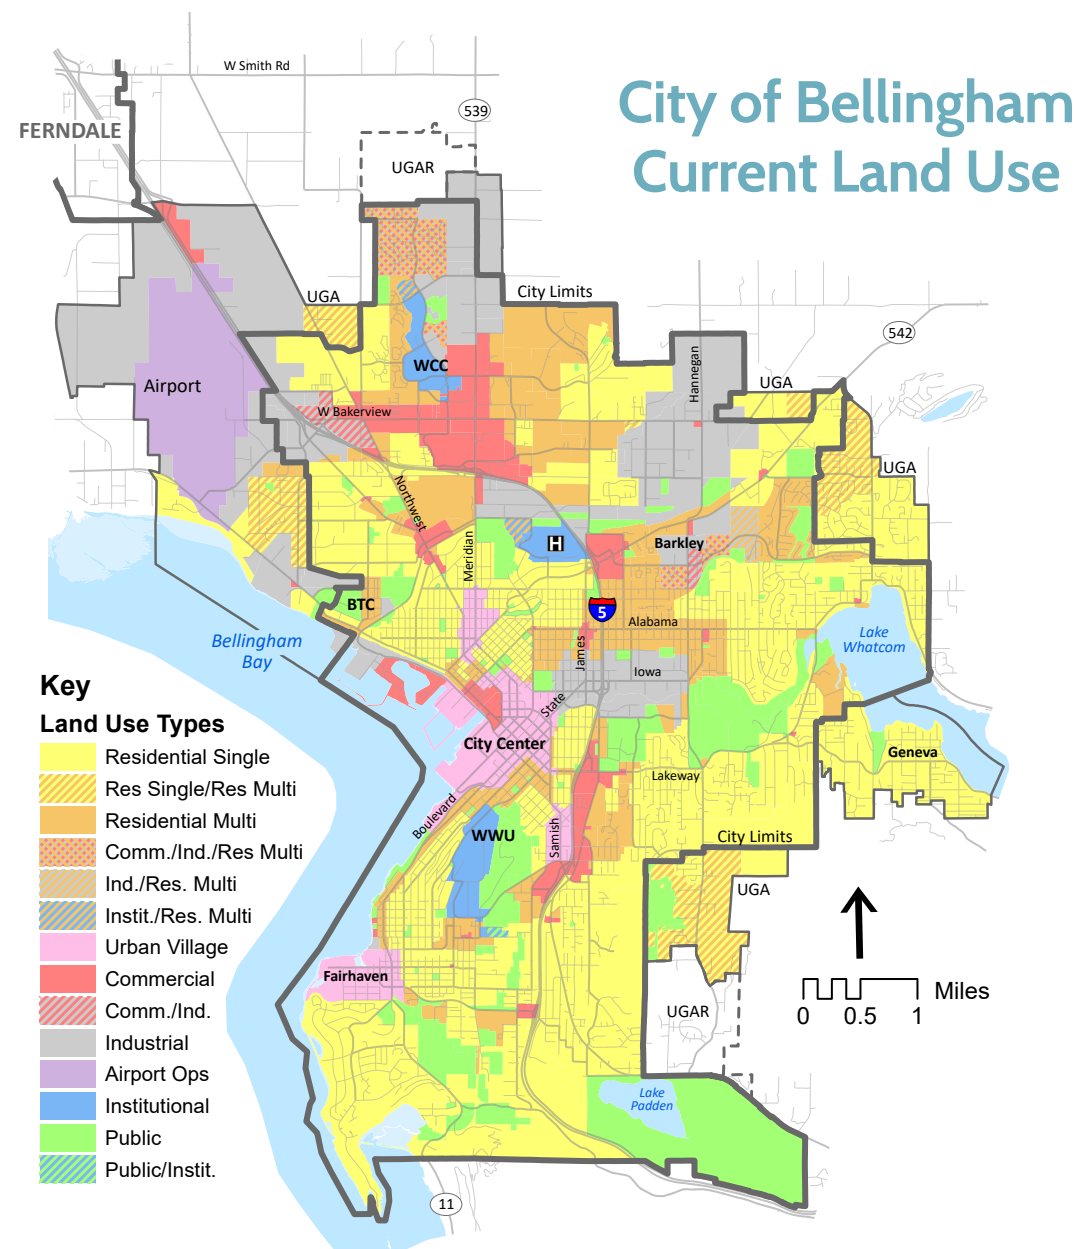 City of Bellingham
Current Land Use
W Smith Rd
539
FERNDALE
UGAR
UGA
City Limits
542
Hannegan
Airport
WCC
UGA
W Bakerview
UGA
Northwest
Meridian
H
Barkley
BTC
5
Alabama
Bellingham
Bay
James
Lake
Whatcom
Iowa
State
City Center
Geneva
Lakeway
Boulevard
WWU
Samish
City Limits
UGA
Fairhaven
UGAR
Miles
0 0.5 1
Lake
Padden
11
Key
Land Use Types
Residential Single
Res Single/Res Multi
Residential Multi
Comm./Ind./Res Multi
Ind./Res. Multi
Instit./Res. Multi
Urban Village
Commercial
Comm./Ind.
Industrial
Airport Ops
Institutional
Public
Public/Instit.